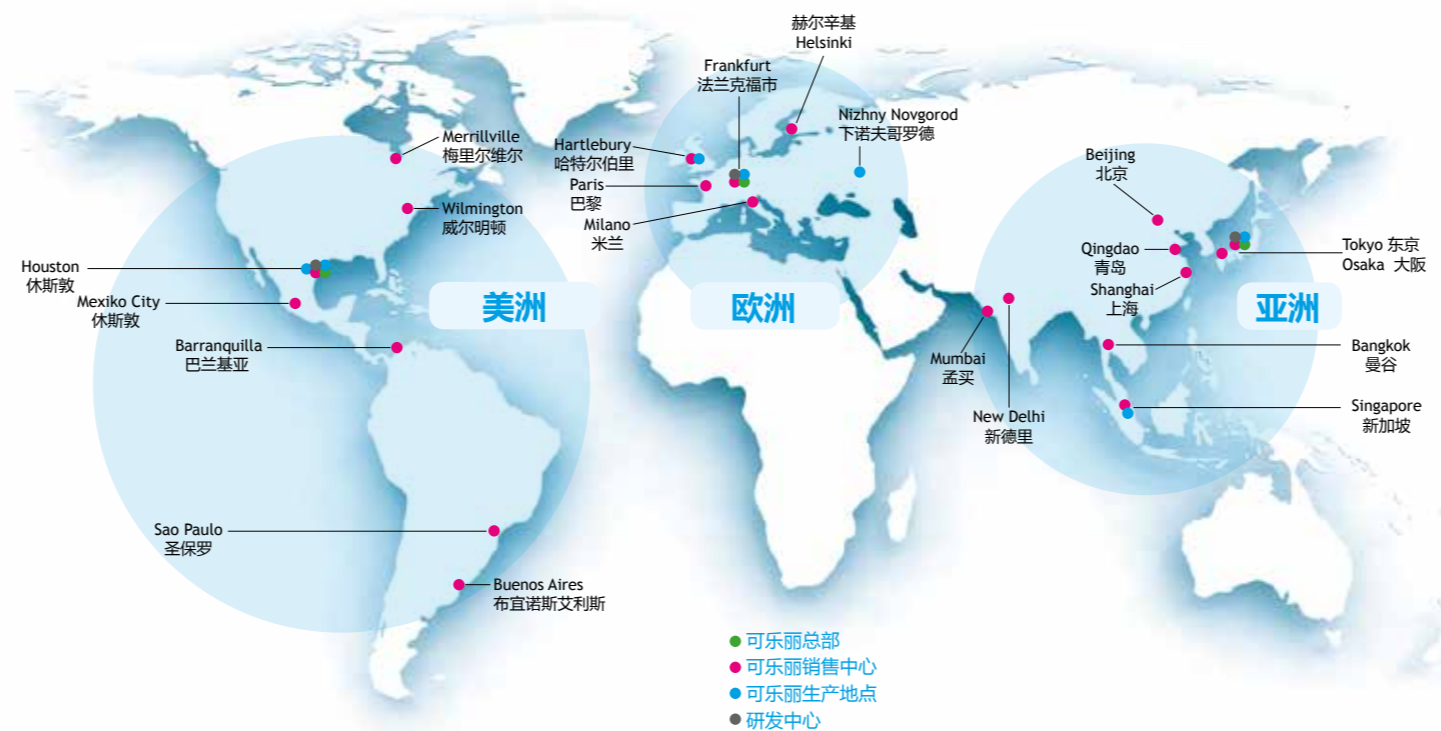 赫尔辛基
Helsinki
Frankfurt
法兰克福市
Nizhny Novgorod
下诺夫哥罗德
Merrillville
梅里尔维尔
Hartlebury
哈特尔伯里
Paris
巴黎
Milano
米兰
Wilmington
威尔明顿
Beijing
北京
Qingdao
青岛
Shanghai
上海
Tokyo 东京
Osaka 大阪
Houston
休斯敦
Mexiko City
休斯敦
Barranquilla
巴兰基亚
美洲
欧洲
亚洲
Mumbai
孟买
New Delhi
新德里
Bangkok
曼谷
Singapore
新加坡
Sao Paulo
圣保罗
Buenos Aires
布宜诺斯艾利斯
可乐丽总部
可乐丽销售中心
可乐丽生产地点
研发中心